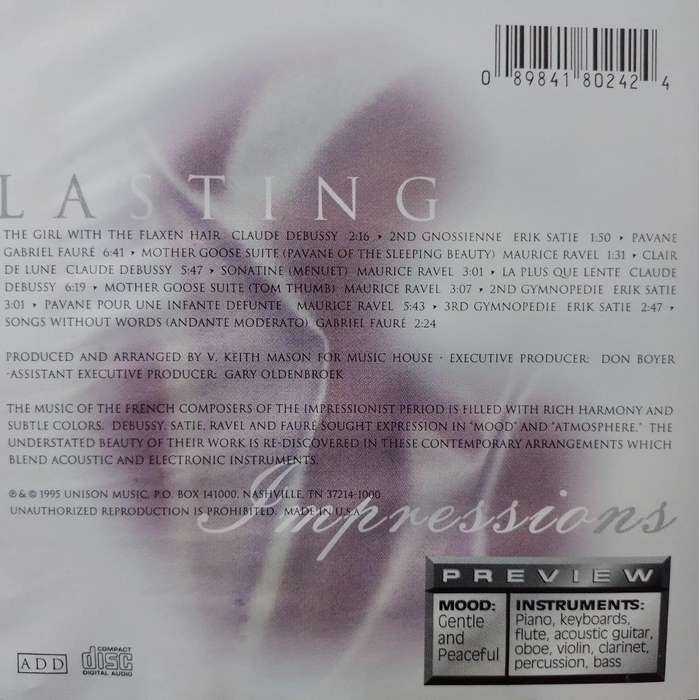 0 89841 80242 4
LASTING
THE GIRL WITH THE FLAXEN HAIR CLAUDE DEBUSSY 2:16 ‣ 2ND GNOSSIENNE ERIK SATIE 1:50 ‣ PAVANE
GABRIEL FAURÉ 6:41 ‣ MOTHER GOOSE SUITE (PAVANE OF THE SLEEPING BEAUTY) MAURICE RAVEL 1:31 ‣ CLAIR
DE LUNE CLAUDE DEBUSSY 5:47 ‣ SONATINE (MENUET) MAURICE RAVEL 3:01 ‣ LA PLUS QUE LENTE CLAUDE
DEBUSSY 6:19 ‣ MOTHER GOOSE SUITE (TOM THUMB) MAURICE RAVEL 3:07 ‣ 2ND GYMNOPEDIE ERIK SATIE
3:01 ‣ PAVANE POUR UNE INFANTE DEFUNTE MAURICE RAVEL 5:43 ‣ 3RD GYMNOPEDIE ERIK SATIE 2:47 ‣
SONGS WITHOUT WORDS (ANDANTE MODERATO) GABRIEL FAURÉ 2:24
PRODUCED AND ARRANGED BY V. KEITH MASON FOR MUSIC HOUSE · EXECUTIVE PRODUCER: DON BOYER
·ASSISTANT EXECUTIVE PRODUCER: GARY OLDENBROEK
THE MUSIC OF THE FRENCH COMPOSERS OF THE IMPRESSIONIST PERIOD IS FILLED WITH RICH HARMONY AND
SUBTLE COLORS. DEBUSSY, SATIE, RAVEL AND FAURÉ SOUGHT EXPRESSION IN "MOOD" AND "ATMOSPHERE." THE
UNDERSTATED BEAUTY OF THEIR WORK IS RE-DISCOVERED IN THESE CONTEMPORARY ARRANGEMENTS WHICH
BLEND ACOUSTIC AND ELECTRONIC INSTRUMENTS.
℗ & © 1995 UNISON MUSIC, P.O. BOX 141000, NASHVILLE, TN 37214-1000
UNAUTHORIZED REPRODUCTION IS PROHIBITED. MADE IN U.S.A.
Impressions
PREVIEW
MOOD:
Gentle
and
Peaceful
INSTRUMENTS:
Piano, keyboards,
flute, acoustic guitar,
oboe, violin, clarinet,
percussion, bass
ADD
COMPACT
disc
DIGITAL AUDIO